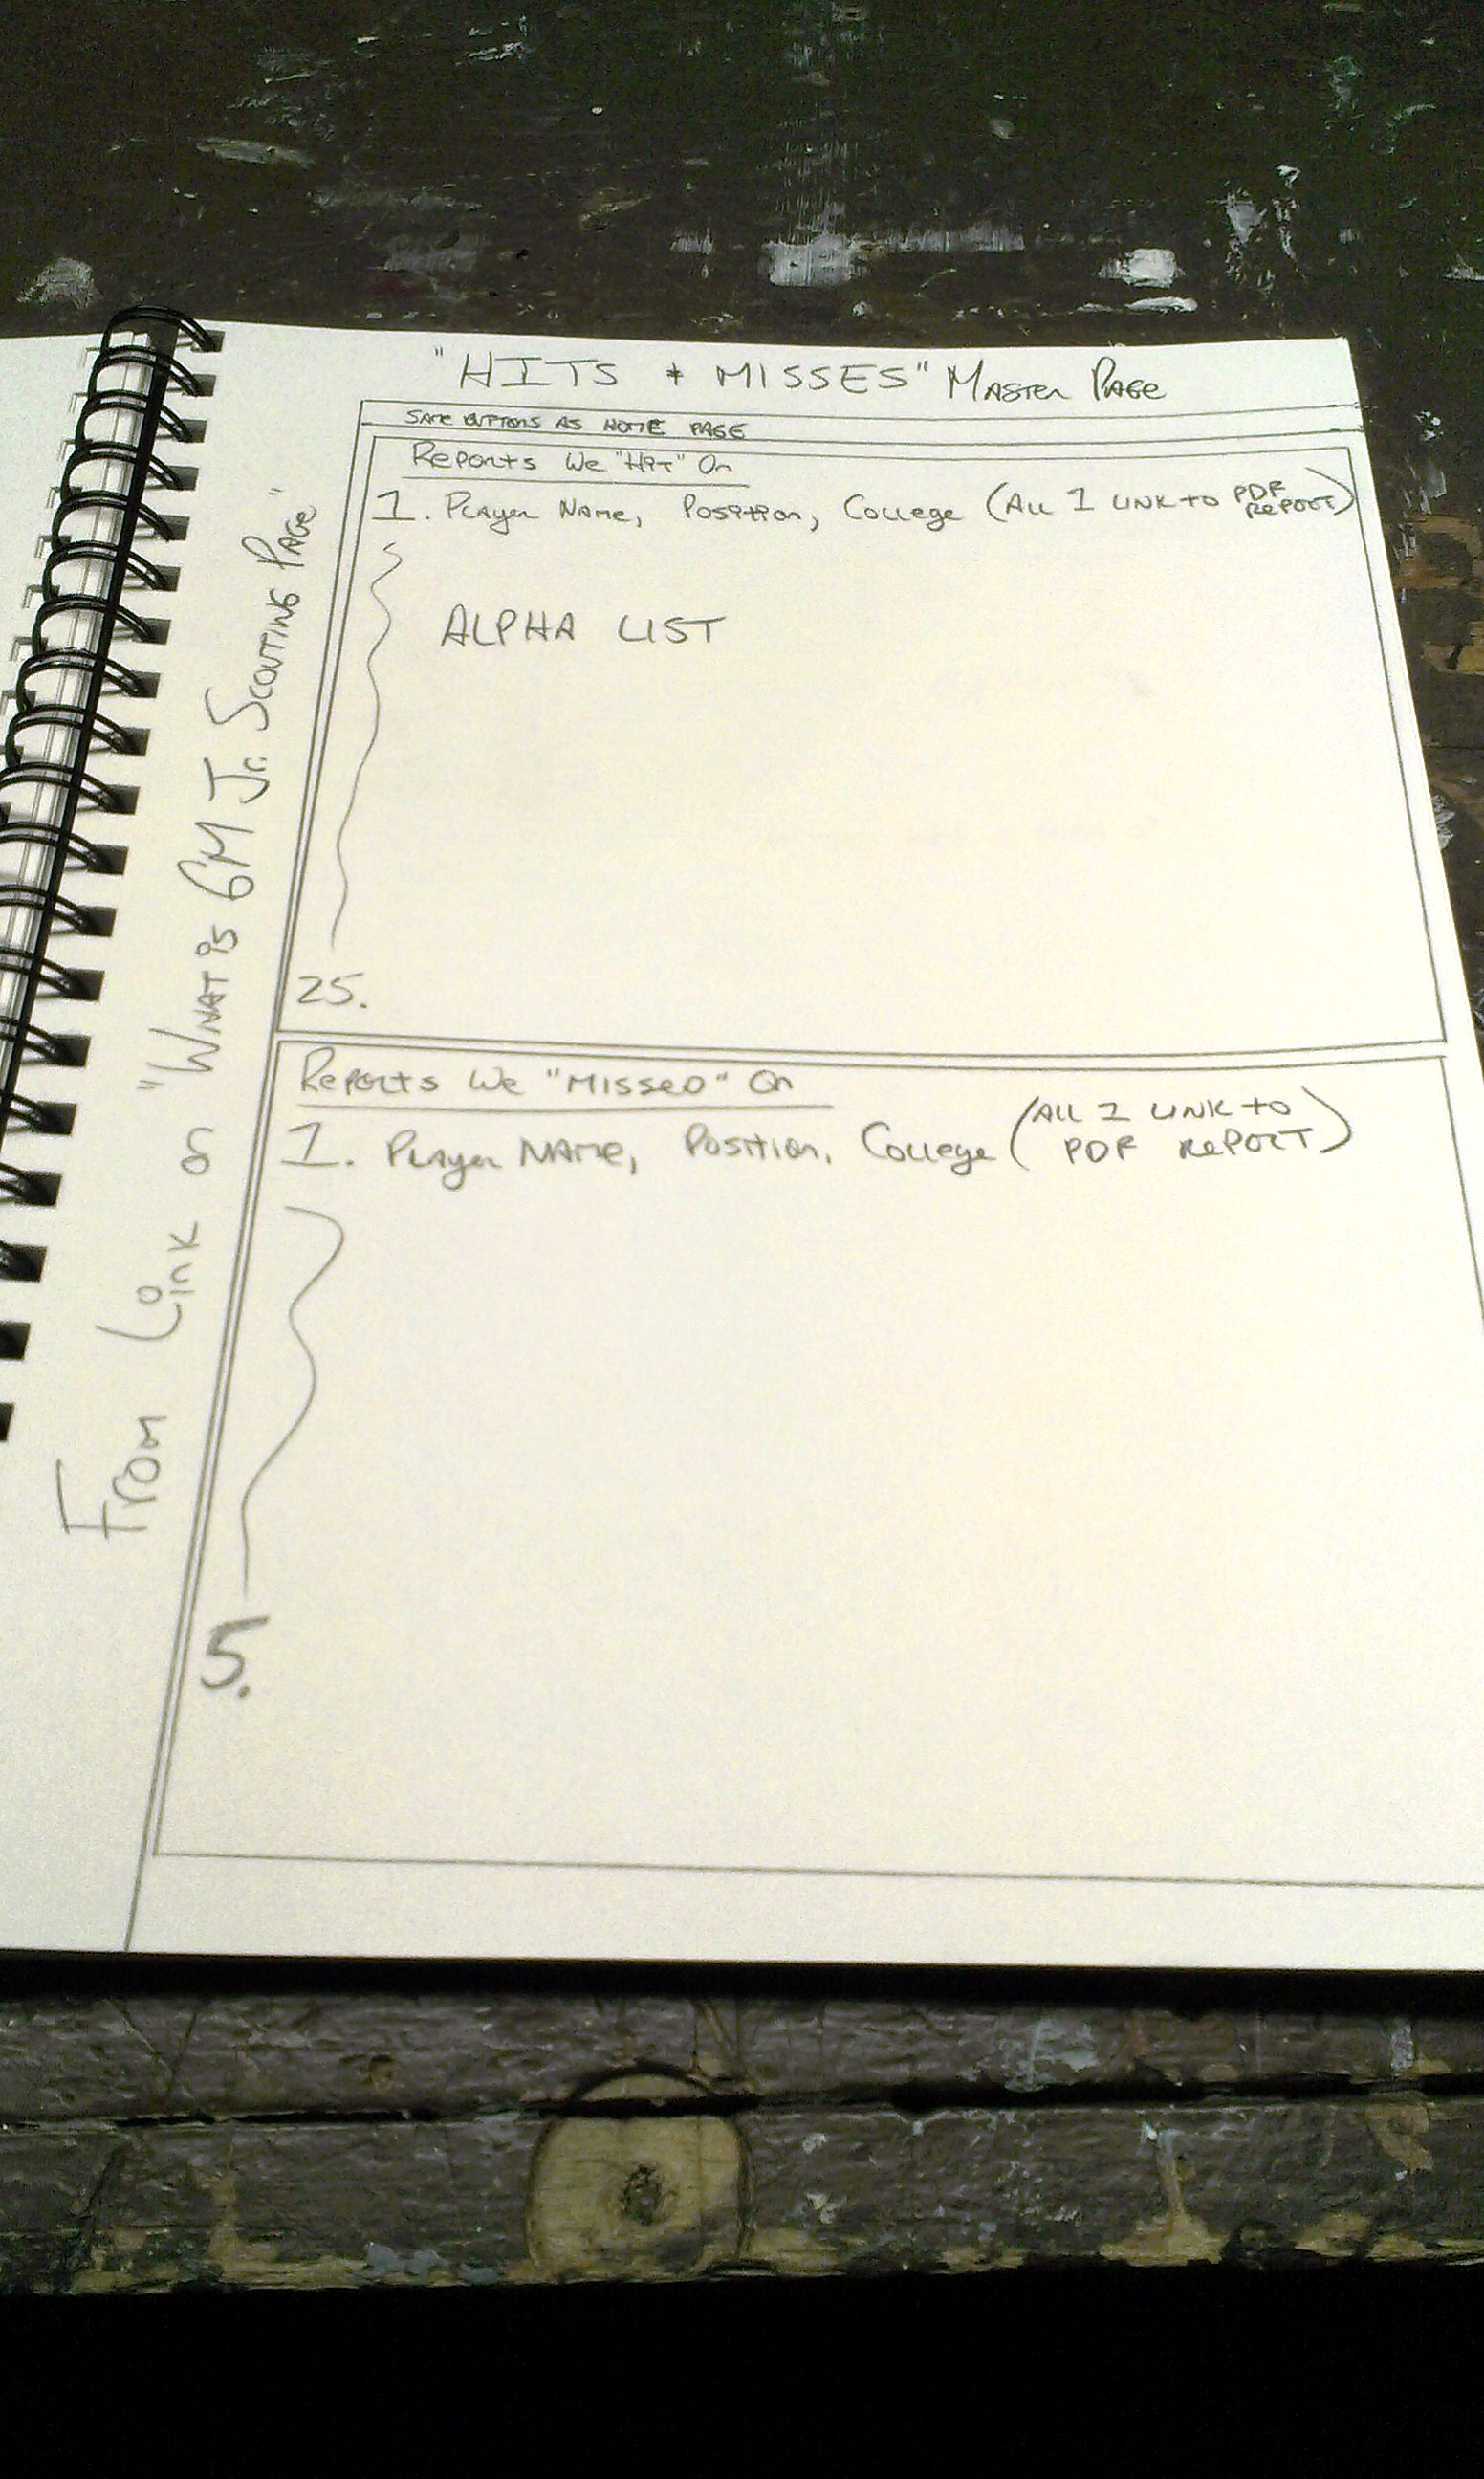 "HITS + MISSES" MASTER PAGE
SAME BUTTONS AS HOME PAGE
Reports We "HiT" On
1. Player Name, Position, College (All 1 Link to PDF Report)
ALPHA LIST
25.
Reports We "Missed" On
1. Player Name, Position, College (All 1 Link to PDF Report)
5.
From Link on "What is GM Jr. Scouting Page"